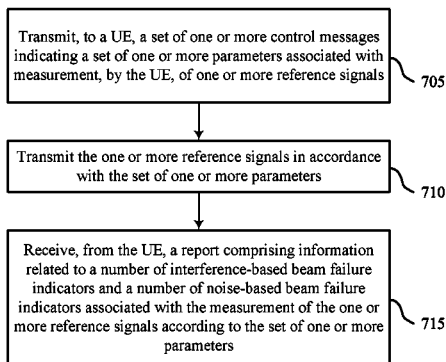 Transmit, to a UE, a set of one or more control messages
indicating a set of one or more parameters associated with
measurement, by the UE, of one or more reference signals
705
Transmit the one or more reference signals in accordance
with the set of one or more parameters
710
Receive, from the UE, a report comprising information
related to a number of interference-based beam failure
indicators and a number of noise-based beam failure
indicators associated with the measurement of the one or
more reference signals according to the set of one or more
parameters
715